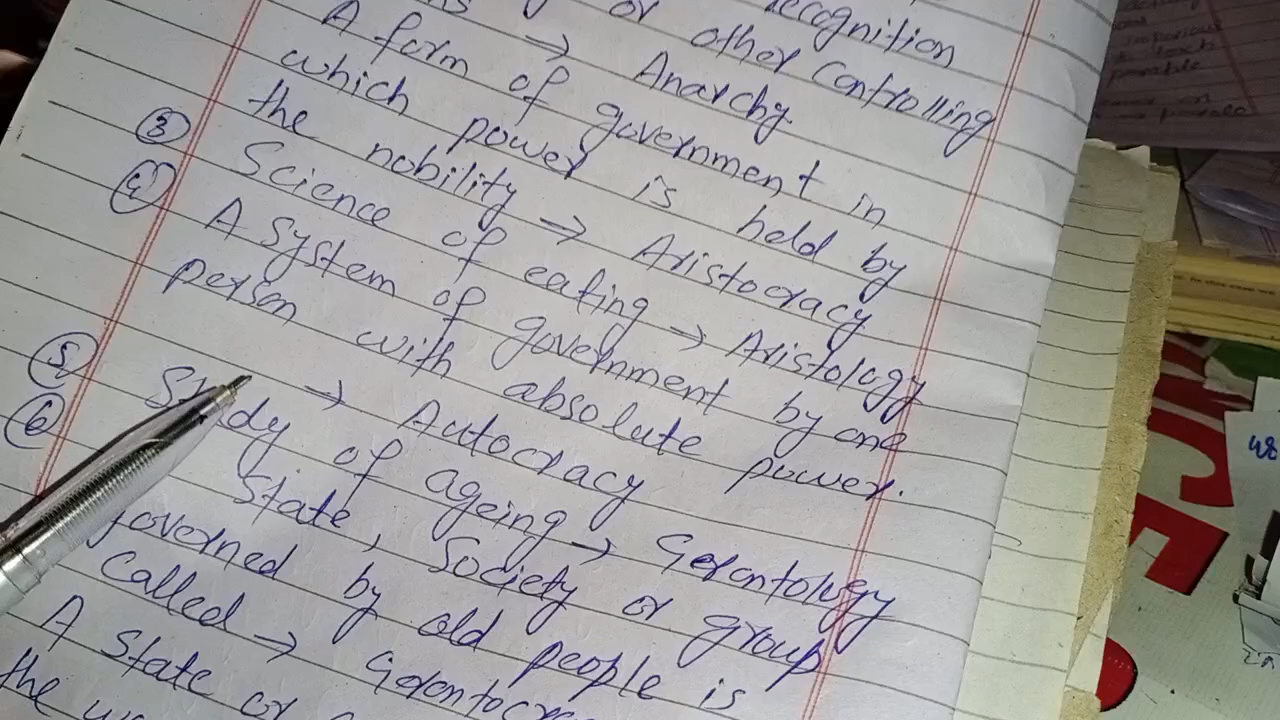 or recognition
other controlling
⇒ Anarchy.
A form of government in
which power is held by
the nobility ⇒ Aristocracy
③ Science of eating → Aristology
④ A system of government by one
person with absolute power.
→ Autocracy
⑤ Study of ageing → Gerontology
⑥ State, Society or group
governed by old people is
Called →
A State or
the